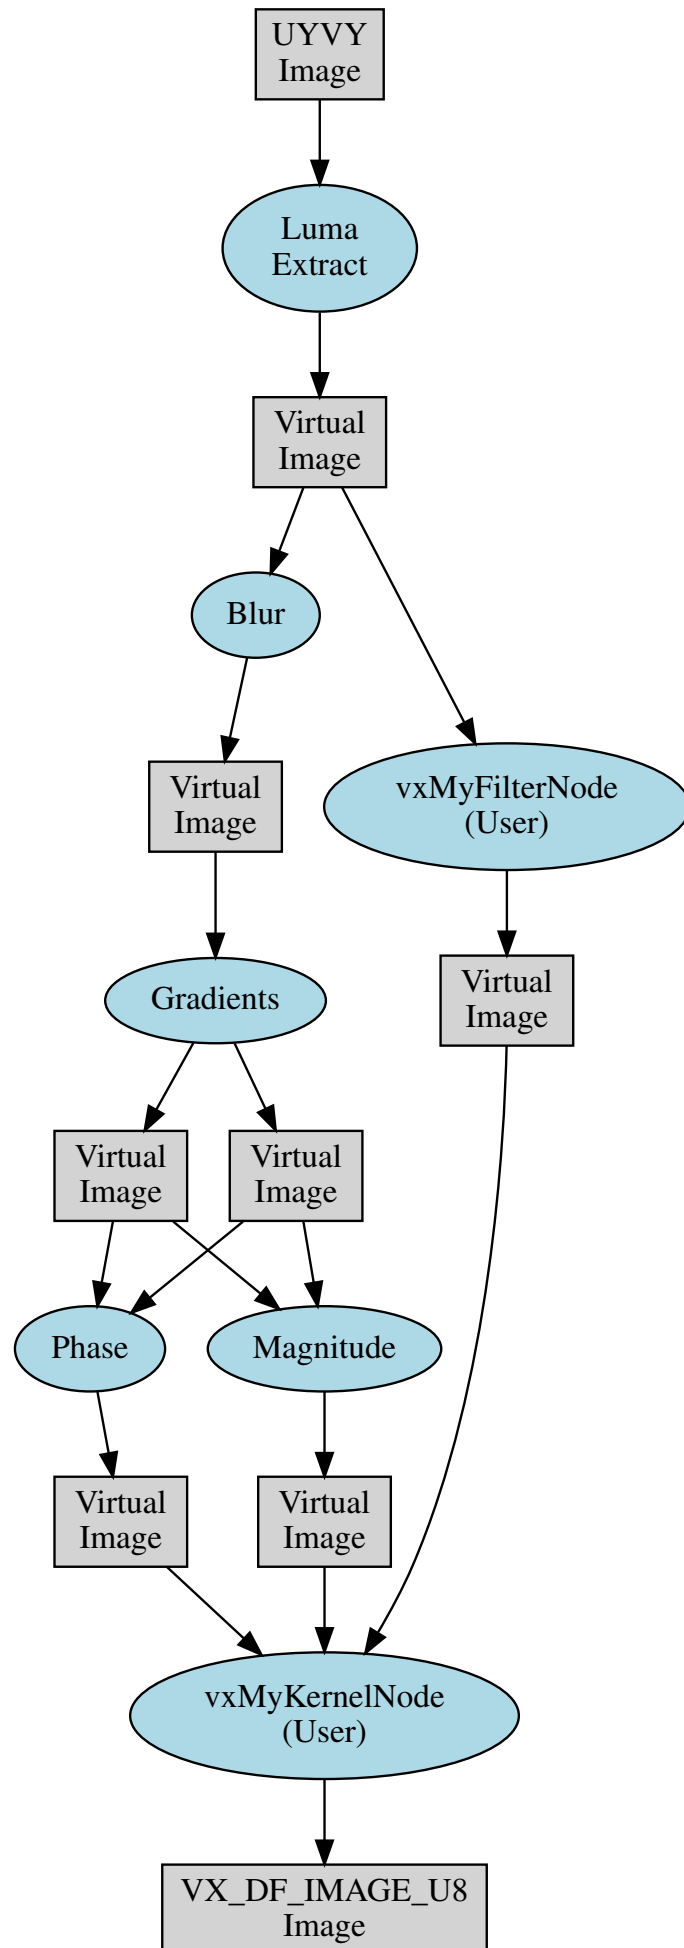 UYVY
Image
Luma
Extract
Virtual
Image
Blur
Virtual
Image
vxMyFilterNode
(User)
Gradients
Virtual
Image
Virtual
Image
Virtual
Image
Phase
Magnitude
Virtual
Image
Virtual
Image
vxMyKernelNode
(User)
VX_DF_IMAGE_U8
Image